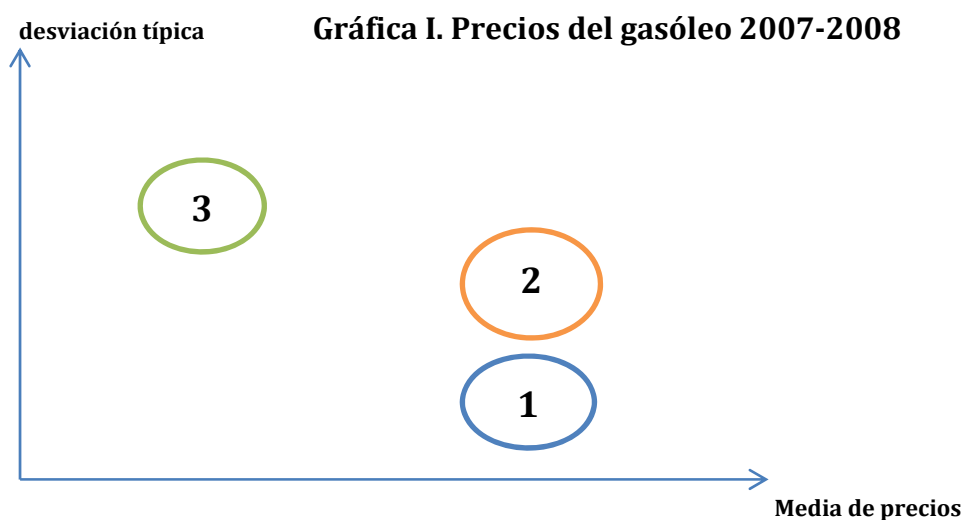 desviación típica
Gráfica I. Precios del gasóleo 2007-2008
3
2
1
Media de precios